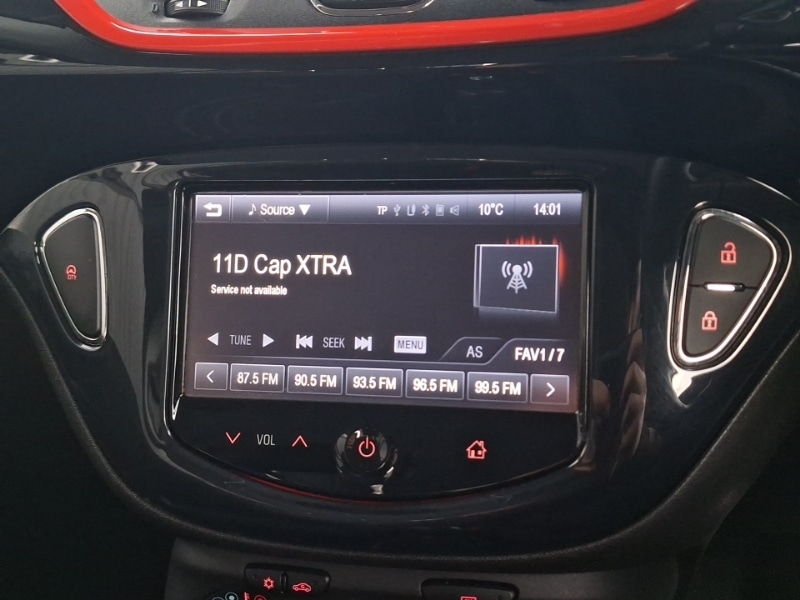 Source TP 10°C 14:01
11D Cap XTRA
Service not available
TUNE SEEK MENU AS FAV1/7
87.5 FM 90.5 FM 93.5 FM 96.5 FM 99.5 FM
VOL